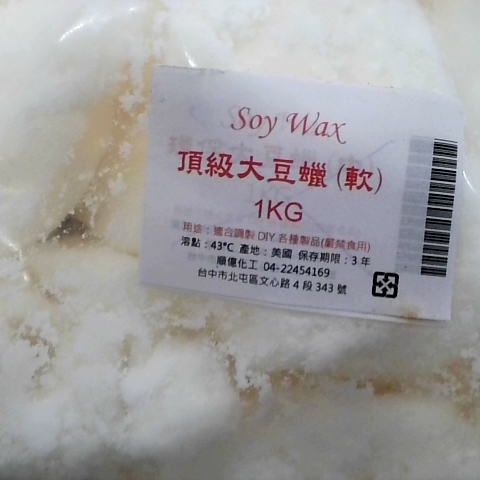 Soy Wax
頂級大豆蠟(軟)
1KG
用途：適合調製 DIY 各種製品(嚴禁食用)
溶點：43°C 產地：美國 保存期限：3 年
順億化工 04-22454169
台中市北屯區文心路 4 段 343 號